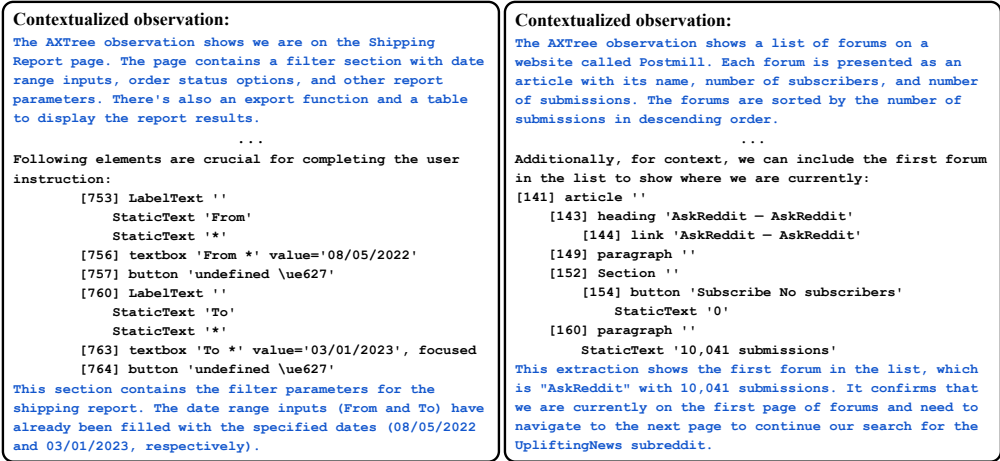 Contextualized observation:
The AXTree observation shows we are on the Shipping
Report page. The page contains a filter section with date
range inputs, order status options, and other report
parameters. There's also an export function and a table
to display the report results.
...
Following elements are crucial for completing the user
instruction:
[753] LabelText ''
StaticText 'From'
StaticText '*'
[756] textbox 'From *' value='08/05/2022'
[757] button 'undefined \ue627'
[760] LabelText ''
StaticText 'To'
StaticText '*'
[763] textbox 'To *' value='03/01/2023', focused
[764] button 'undefined \ue627'
This section contains the filter parameters for the
shipping report. The date range inputs (From and To) have
already been filled with the specified dates (08/05/2022
and 03/01/2023, respectively).
Contextualized observation:
The AXTree observation shows a list of forums on a
website called Postmill. Each forum is presented as an
article with its name, number of subscribers, and number
of submissions. The forums are sorted by the number of
submissions in descending order.
...
Additionally, for context, we can include the first forum
in the list to show where we are currently:
[141] article ''
[143] heading 'AskReddit — AskReddit'
[144] link 'AskReddit — AskReddit'
[149] paragraph ''
[152] Section ''
[154] button 'Subscribe No subscribers'
StaticText '0'
[160] paragraph ''
StaticText '10,041 submissions'
This extraction shows the first forum in the list, which
is "AskReddit" with 10,041 submissions. It confirms that
we are currently on the first page of forums and need to
navigate to the next page to continue our search for the
UpliftingNews subreddit.